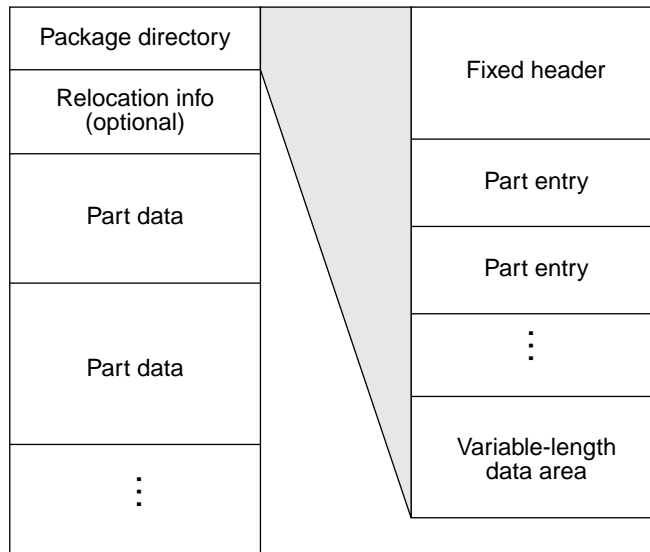 Package directory
Relocation info
(optional)
Part data
Part data
⋮
Fixed header
Part entry
Part entry
⋮
Variable-length
data area